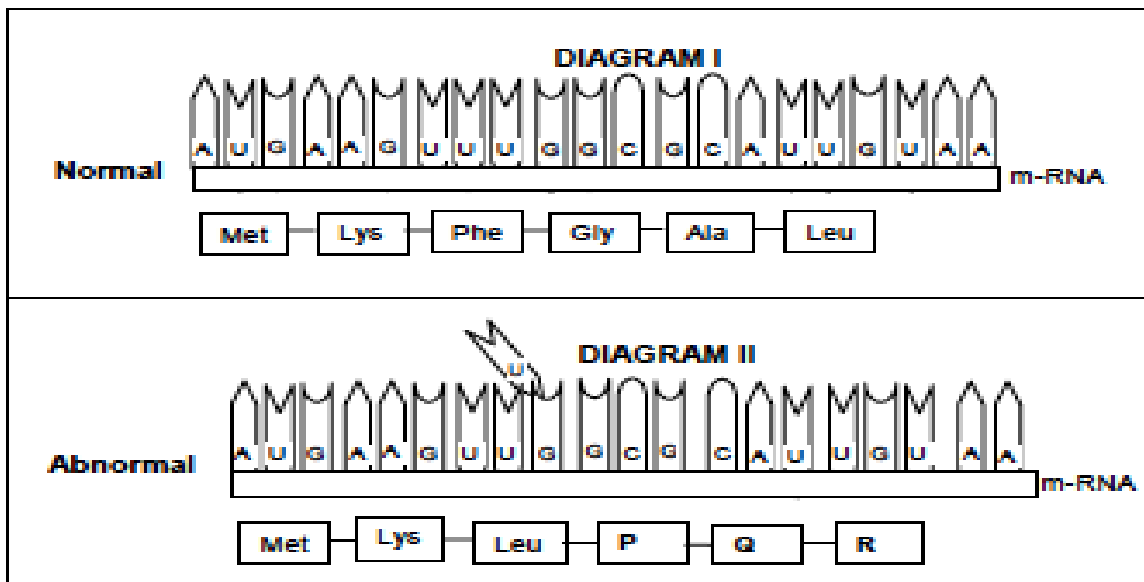 DIAGRAM I
A U G A A G U U U G G C G C A U U G U A A
Normal
m-RNA
Met Lys Phe Gly Ala Leu
DIAGRAM II
U
A U G A A G U U G G C G C A U U G U A A
Abnormal
m-RNA
Met Lys Leu P Q R